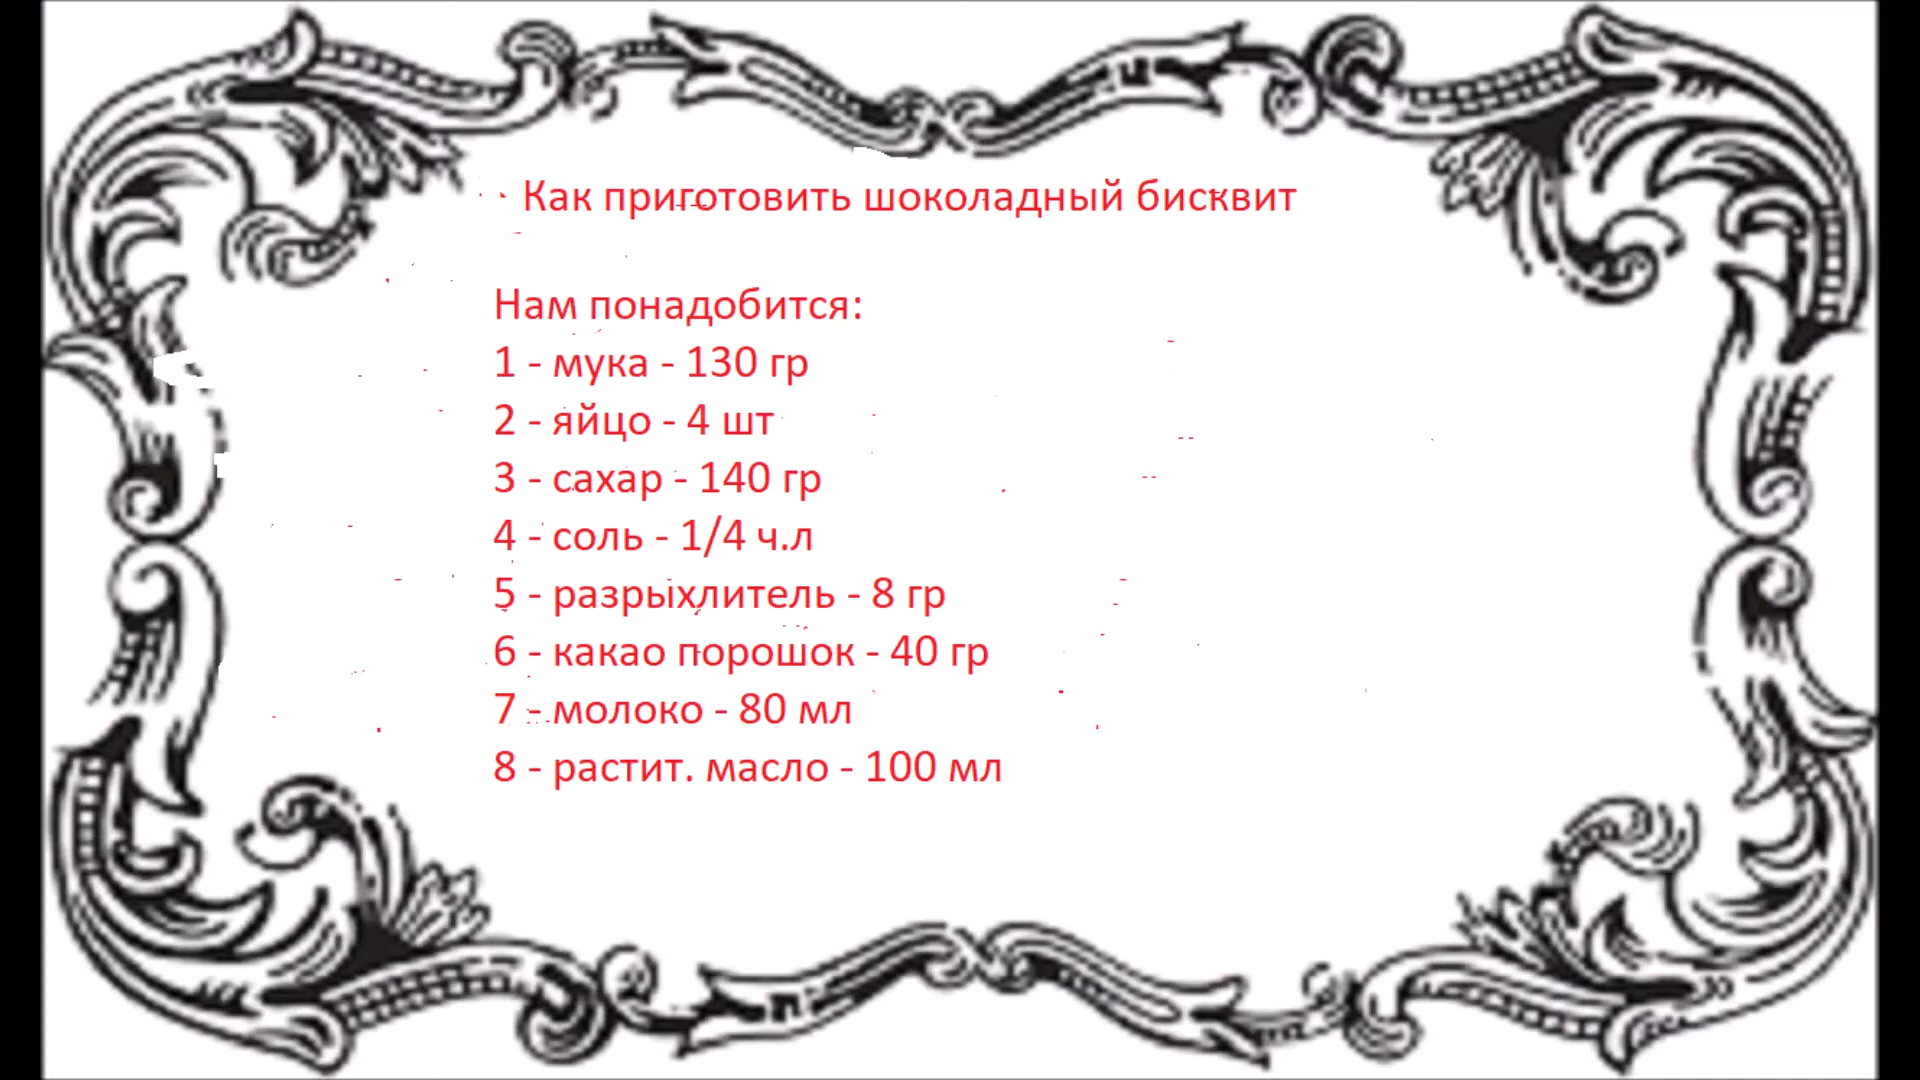 Как приготовить шоколадный бисквит
Нам понадобится:
1 - мука - 130 гр
2 - яйцо - 4 шт
3 - сахар - 140 гр
4 - соль - 1/4 ч.л
5 - разрыхлитель - 8 гр
6 - какао порошок - 40 гр
7 - молоко - 80 мл
8 - растит. масло - 100 мл